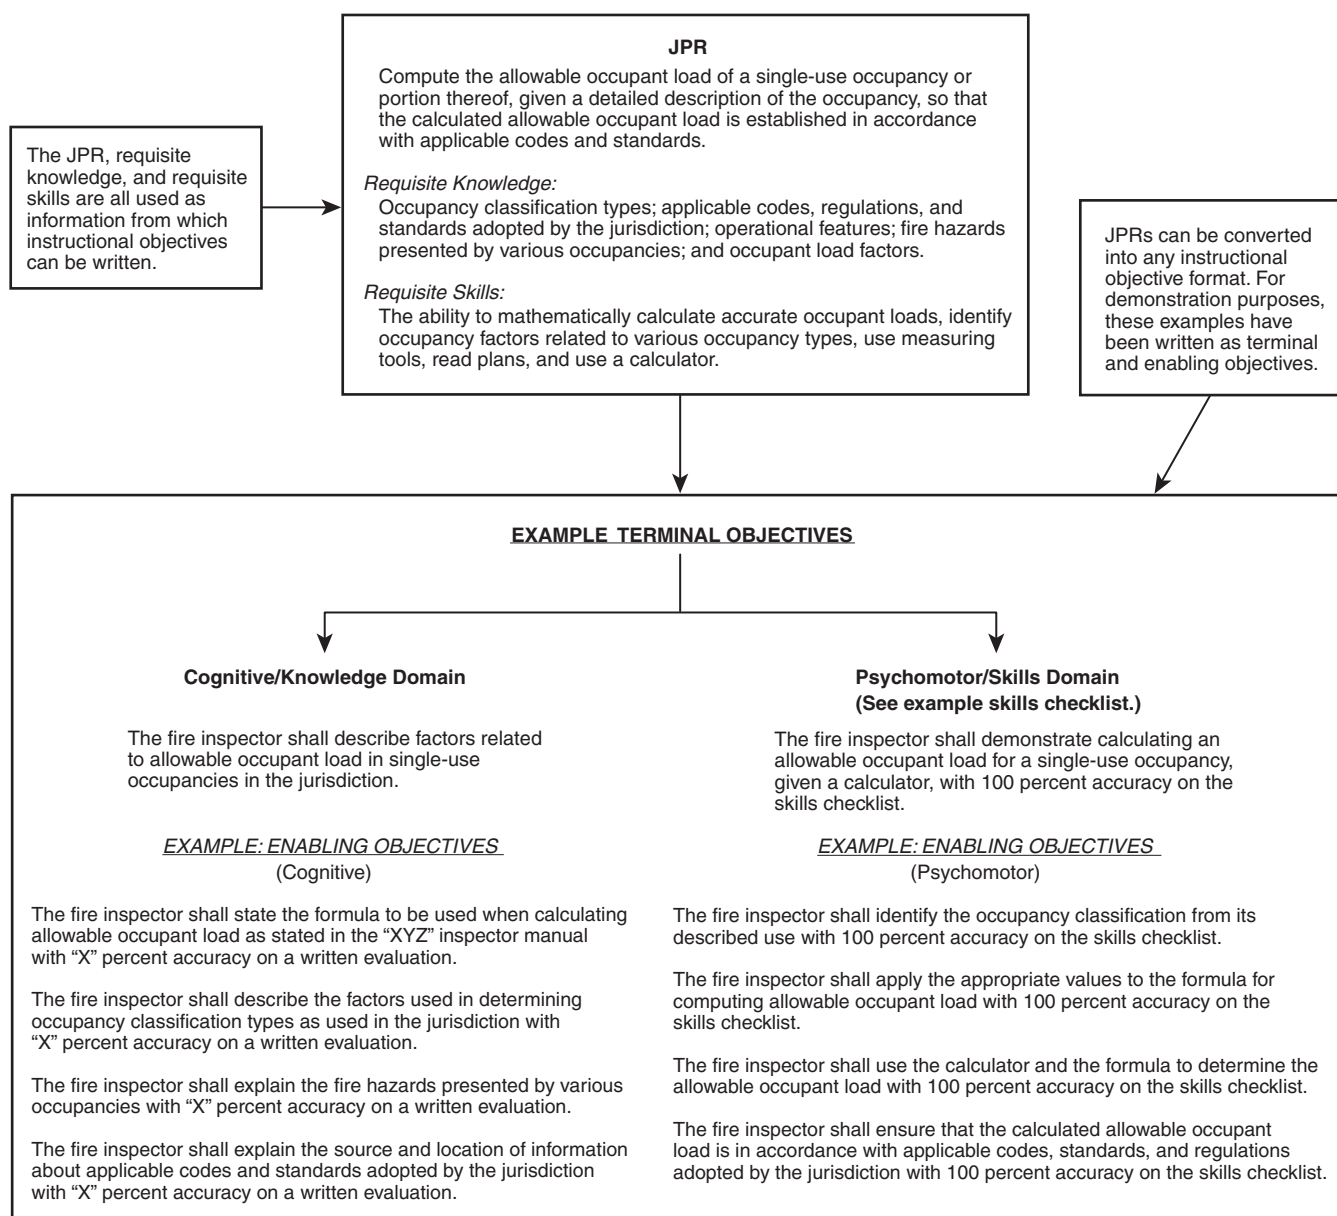 JPR
Compute the allowable occupant load of a single-use occupancy or
portion thereof, given a detailed description of the occupancy, so that
the calculated allowable occupant load is established in accordance
with applicable codes and standards.
Requisite Knowledge:
Occupancy classification types; applicable codes, regulations, and
standards adopted by the jurisdiction; operational features; fire hazards
presented by various occupancies; and occupant load factors.
Requisite Skills:
The ability to mathematically calculate accurate occupant loads, identify
occupancy factors related to various occupancy types, use measuring
tools, read plans, and use a calculator.
The JPR, requisite
knowledge, and requisite
skills are all used as
information from which
instructional objectives
can be written.
JPRs can be converted
into any instructional
objective format. For
demonstration purposes,
these examples have
been written as terminal
and enabling objectives.
EXAMPLE TERMINAL OBJECTIVES
Cognitive/Knowledge Domain
The fire inspector shall describe factors related
to allowable occupant load in single-use
occupancies in the jurisdiction.
EXAMPLE: ENABLING OBJECTIVES
(Cognitive)
The fire inspector shall state the formula to be used when calculating
allowable occupant load as stated in the “XYZ” inspector manual
with “X” percent accuracy on a written evaluation.
The fire inspector shall describe the factors used in determining
occupancy classification types as used in the jurisdiction with
“X” percent accuracy on a written evaluation.
The fire inspector shall explain the fire hazards presented by various
occupancies with “X” percent accuracy on a written evaluation.
The fire inspector shall explain the source and location of information
about applicable codes and standards adopted by the jurisdiction
with “X” percent accuracy on a written evaluation.
Psychomotor/Skills Domain
(See example skills checklist.)
The fire inspector shall demonstrate calculating an
allowable occupant load for a single-use occupancy,
given a calculator, with 100 percent accuracy on the
skills checklist.
EXAMPLE: ENABLING OBJECTIVES
(Psychomotor)
The fire inspector shall identify the occupancy classification from its
described use with 100 percent accuracy on the skills checklist.
The fire inspector shall apply the appropriate values to the formula for
computing allowable occupant load with 100 percent accuracy on the
skills checklist.
The fire inspector shall use the calculator and the formula to determine the
allowable occupant load with 100 percent accuracy on the skills checklist.
The fire inspector shall ensure that the calculated allowable occupant
load is in accordance with applicable codes, standards, and regulations
adopted by the jurisdiction with 100 percent accuracy on the skills checklist.